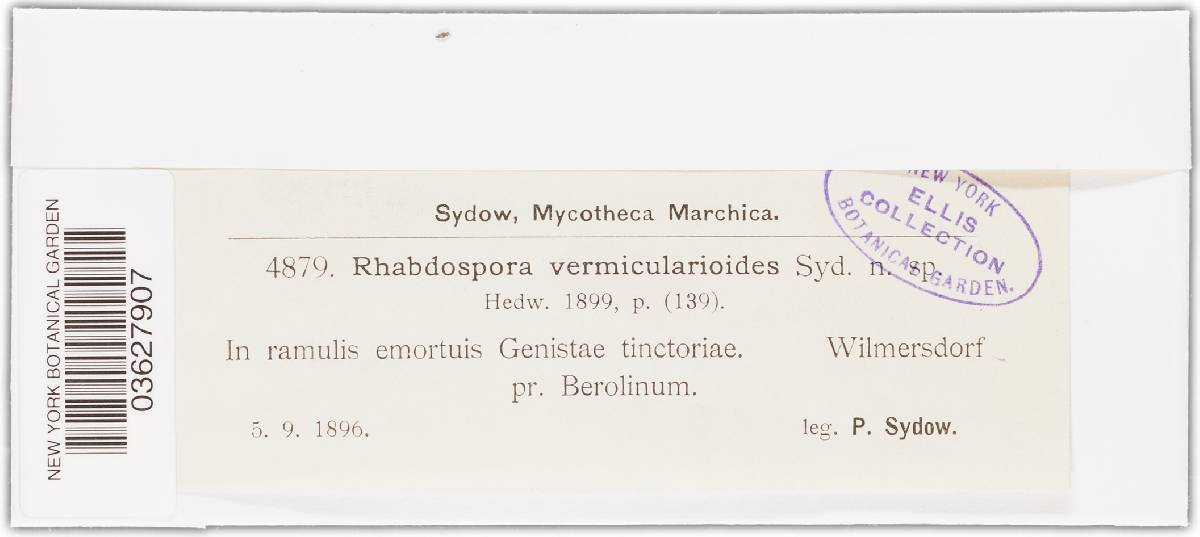 NEW YORK BOTANICAL GARDEN
03627907
Sydow, Mycotheca Marchica.
4879. Rhabdospora vermicularioides Syd. n. sp.
Hedw. 1899, p. (139).
In ramulis emortuis Genistae tinctoriae. Wilmersdorf
pr. Berolinum.
5. 9. 1896. leg. P. Sydow.
NEW YORK
ELLIS
COLLECTION
BOTANICAL GARDEN.